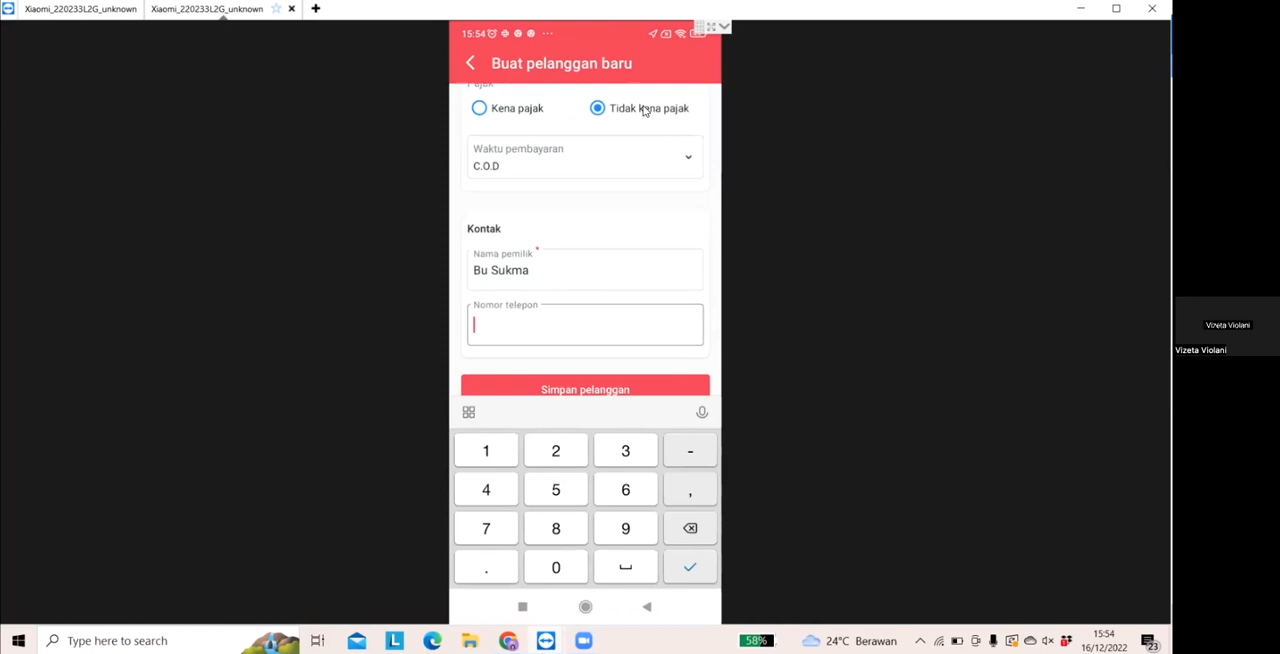 Xiaomi_220233L2G_unknown
Xiaomi_220233L2G_unknown
15:54
Buat pelanggan baru
Pajak
Kena pajak
Tidak kena pajak
Waktu pembayaran
C.O.D
Kontak
Nama pemilik *
Bu Sukma
Nomor telepon
Simpan pelanggan
1 2 3 -
4 5 6 ,
7 8 9
. 0
Vizeta Violani
Vizeta Violani
Type here to search
58%
24°C Berawan
15:54
16/12/2022
23